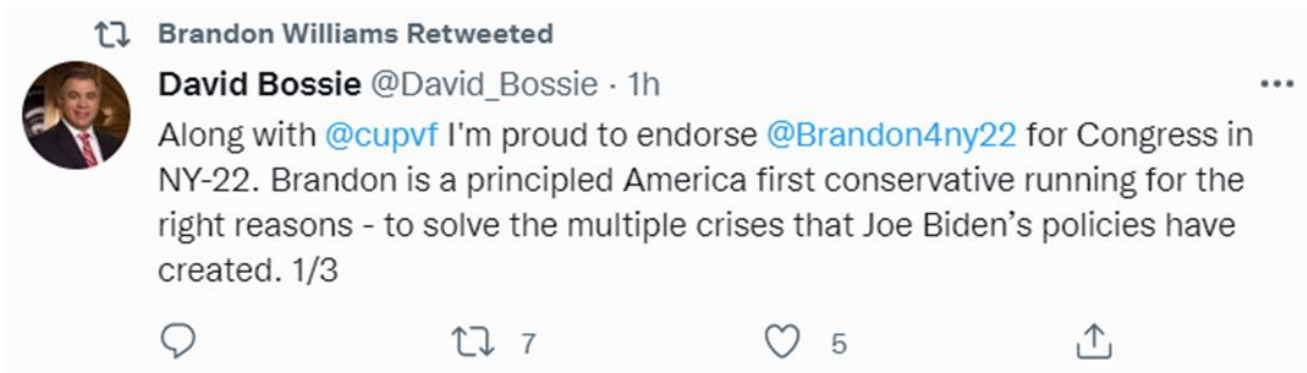 Brandon Williams Retweeted
David Bossie @David_Bossie · 1h
Along with @cupvf I'm proud to endorse @Brandon4ny22 for Congress in
NY-22. Brandon is a principled America first conservative running for the
right reasons - to solve the multiple crises that Joe Biden’s policies have
created. 1/3
7 5